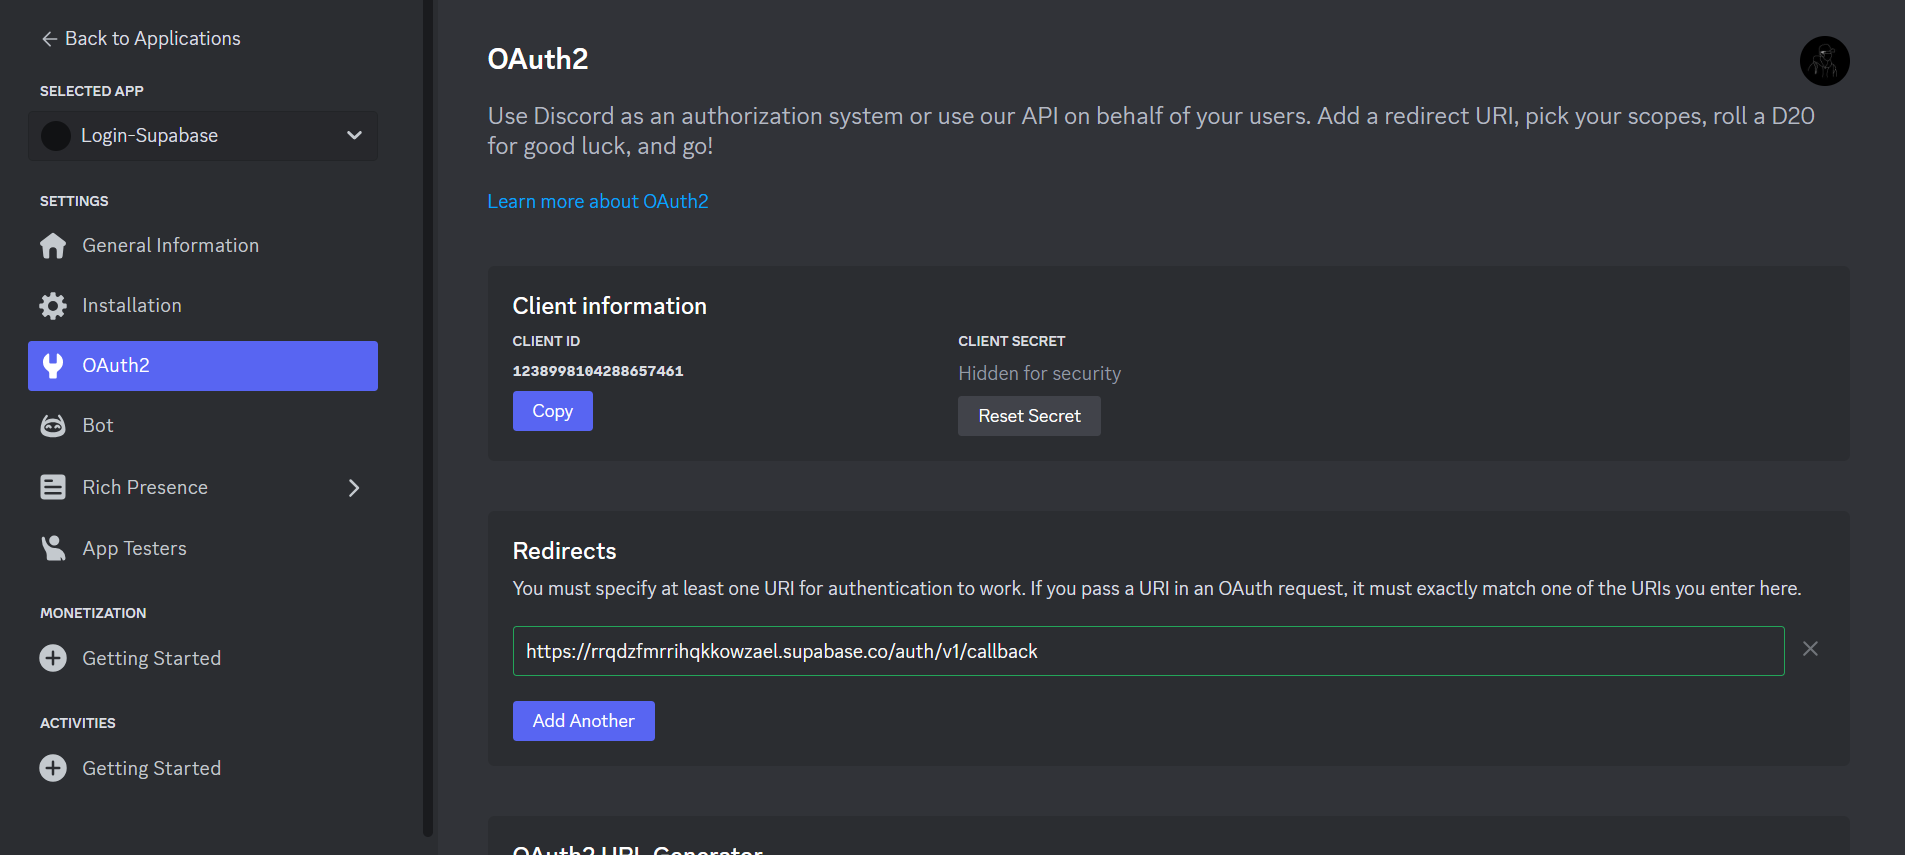 Back to Applications
SELECTED APP
Login-Supabase
SETTINGS
General Information
Installation
OAuth2
Bot
Rich Presence
App Testers
MONETIZATION
Getting Started
ACTIVITIES
Getting Started
OAuth2
Use Discord as an authorization system or use our API on behalf of your users. Add a redirect URI, pick your scopes, roll a D20
for good luck, and go!
Learn more about OAuth2
Client information
CLIENT ID
1238998104288657461
Copy
CLIENT SECRET
Hidden for security
Reset Secret
Redirects
You must specify at least one URI for authentication to work. If you pass a URI in an OAuth request, it must exactly match one of the URIs you enter here.
https://rrqdzfmrrihqkkowzael.supabase.co/auth/v1/callback
Add Another
OAuth2 URL Generator